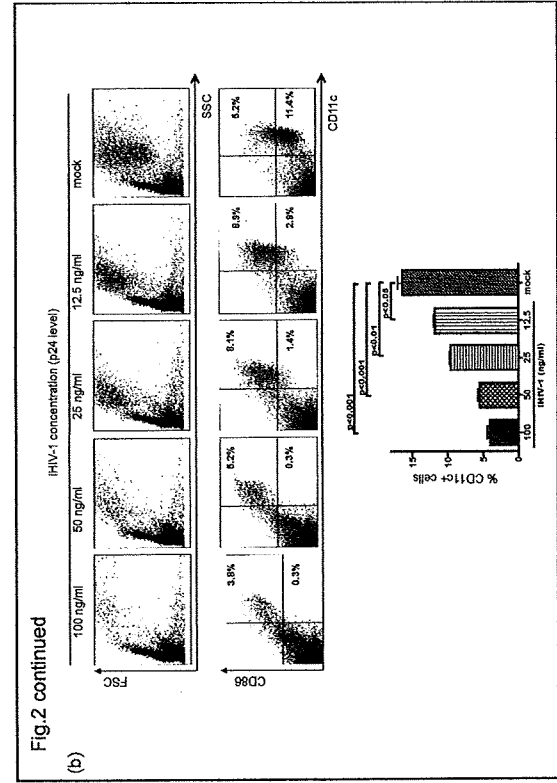 Fig.2 continued
(b)
iHIV-1 concentration (p24 level)
100 ng/ml
50 ng/ml
25 ng/ml
12.5 ng/ml
mock
FSC
SSC
3.8%
5.2%
8.1%
8.9%
5.2%
0.3%
0.3%
1.4%
2.9%
11.4%
CD86
CD11c
p<0.001
p<0.001
p<0.01
p<0.05
% CD11c+ cells
15
10
5
0
100
50
25
12.5
mock
iHIV-1 (ng/ml)